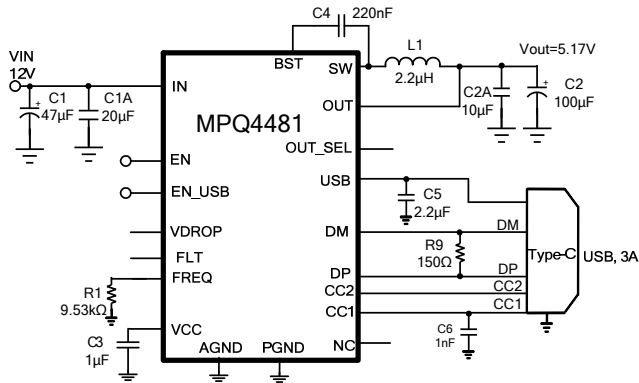 C4
220nF
VIN
12V
BST
SW
L1
2.2µH
Vout=5.17V
C1
47µF
C1A
20µF
IN
OUT
C2A
10µF
C2
100µF
MPQ4481
EN
OUT_SEL
EN_USB
USB
C5
2.2µF
VDROP
DM
DM
FLT
R9
150Ω
Type-C
USB, 3A
FREQ
DP
DP
R1
9.53kΩ
CC2
CC2
CC1
CC1
VCC
C3
1µF
C6
1nF
AGND
PGND
NC